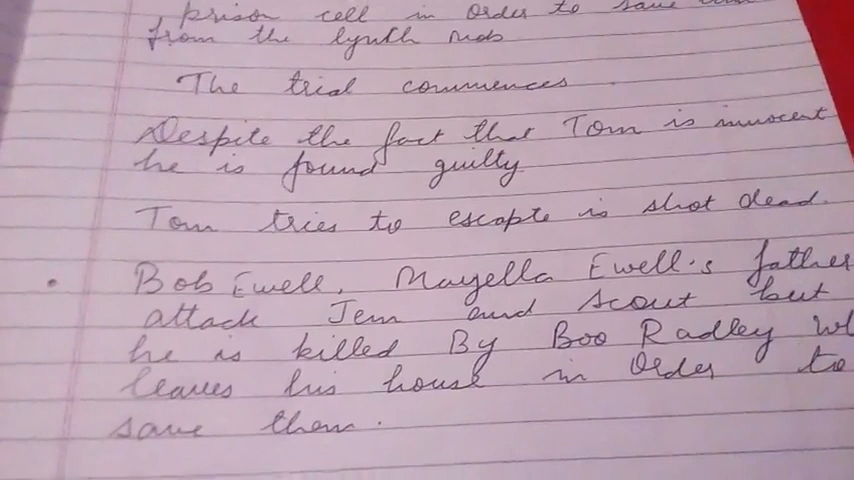 prison cell in order to save
from the lynth mob
The trial commences
Despite the fact that Tom is innocent
he is found guilty
Tom tries to escapte is shot dead.
Bob Ewell, Mayella Ewell's father
attack Jem and Scout but
he is killed By Boo Radley
leaves his house in order to
save them.